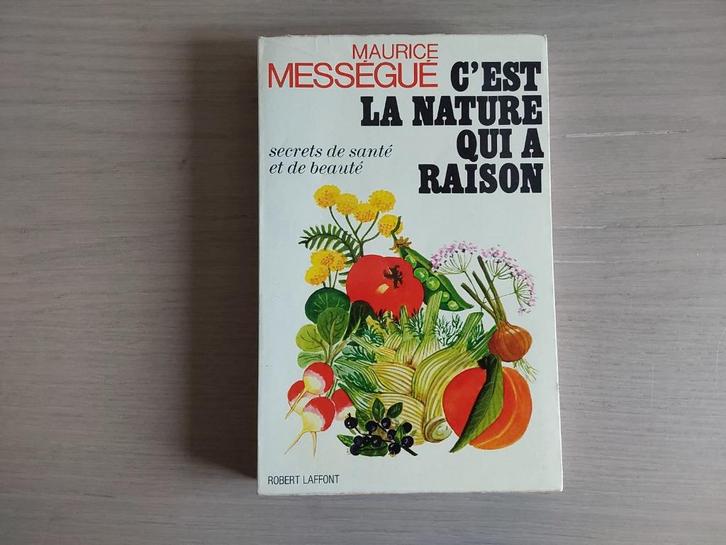 MAURICE
MESSÉGUÉ
C'EST
LA NATURE
QUI A
RAISON
secrets de santé
et de beauté
ROBERT LAFFONT